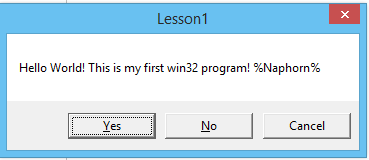 Lesson1
Hello World! This is my first win32 program! %Naphorn%
Yes No Cancel